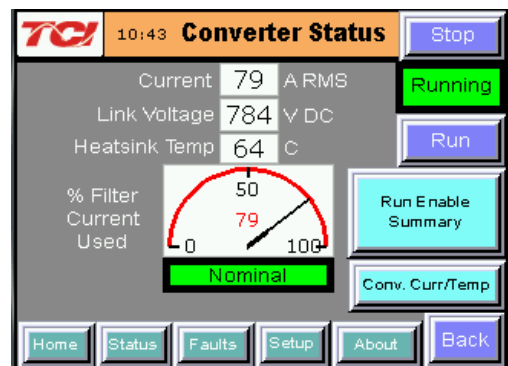 TCI 10:43 Converter Status Stop
Current 79 A RMS
Running
Link Voltage 784 V DC
Heatsink Temp 64 C
Run
% Filter
Current
Used
50
79
0 100
Nominal
Run Enable
Summary
Conv. Curr/Temp
Home Status Faults Setup About Back